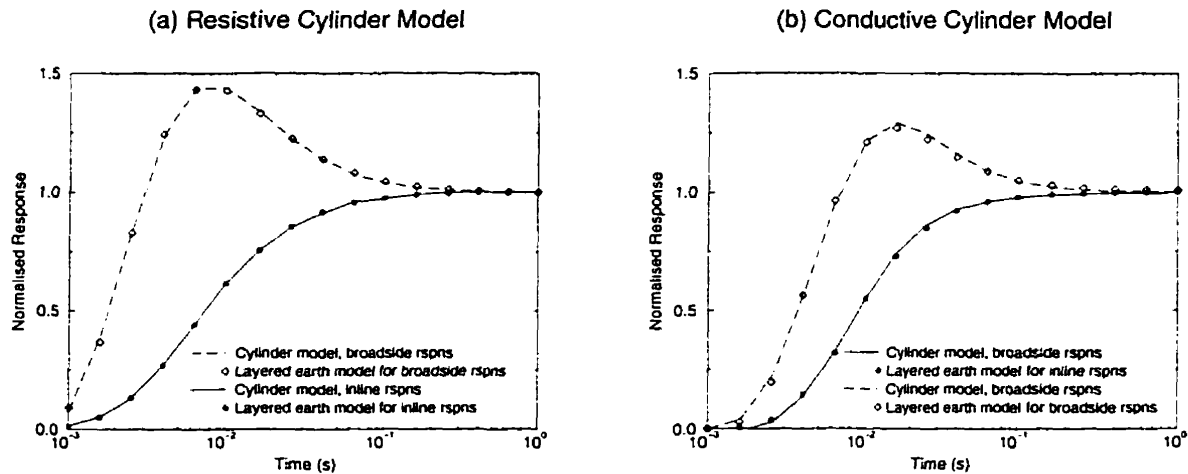 (a) Resistive Cylinder Model
1.5
1.0
0.5
0.0
Normalised Response
10⁻³
10⁻²
10⁻¹
10⁰
Time (s)
Cylinder model, broadside rspns
Layered earth model for broadside rspns
Cylinder model, inline rspns
Layered earth model for inline rspns
(b) Conductive Cylinder Model
1.5
1.0
0.5
0.0
Normalised Response
10⁻³
10⁻²
10⁻¹
10⁰
Time (s)
Cylinder model, broadside rspns
Layered earth model for inline rspns
Cylinder model, broadside rspns
Layered earth model for broadside rspns